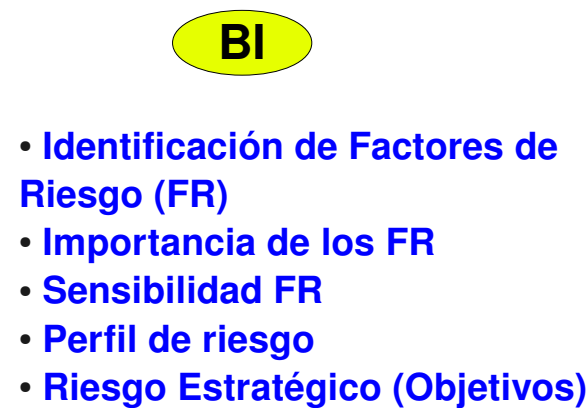 BI
• Identificación de Factores de
Riesgo (FR)
• Importancia de los FR
• Sensibilidad FR
• Perfil de riesgo
• Riesgo Estratégico (Objetivos)